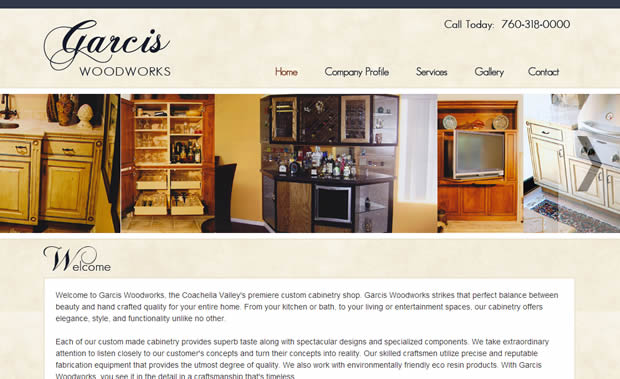 Garcis
WOODWORKS
Call Today: 760-318-0000
Home Company Profile Services Gallery Contact
Welcome
Welcome to Garcis Woodworks, the Coachella Valley's premiere custom cabinetry shop. Garcis Woodworks strikes that perfect balance between
beauty and hand crafted quality for your entire home. From your kitchen or bath, to your living or entertainment spaces, our cabinetry offers
elegance, style, and functionality unlike no other.
Each of our custom made cabinetry provides superb taste along with spectacular designs and specialized components. We take extraordinary
attention to listen closely to our customer's concepts and turn their concepts into reality. Our skilled craftsmen utilize precise and reputable
fabrication equipment that provides the utmost degree of quality. We also work with environmentally friendly eco resin products. With Garcis
Woodworks, you see it in the detail in a craftsmanship that's timeless.